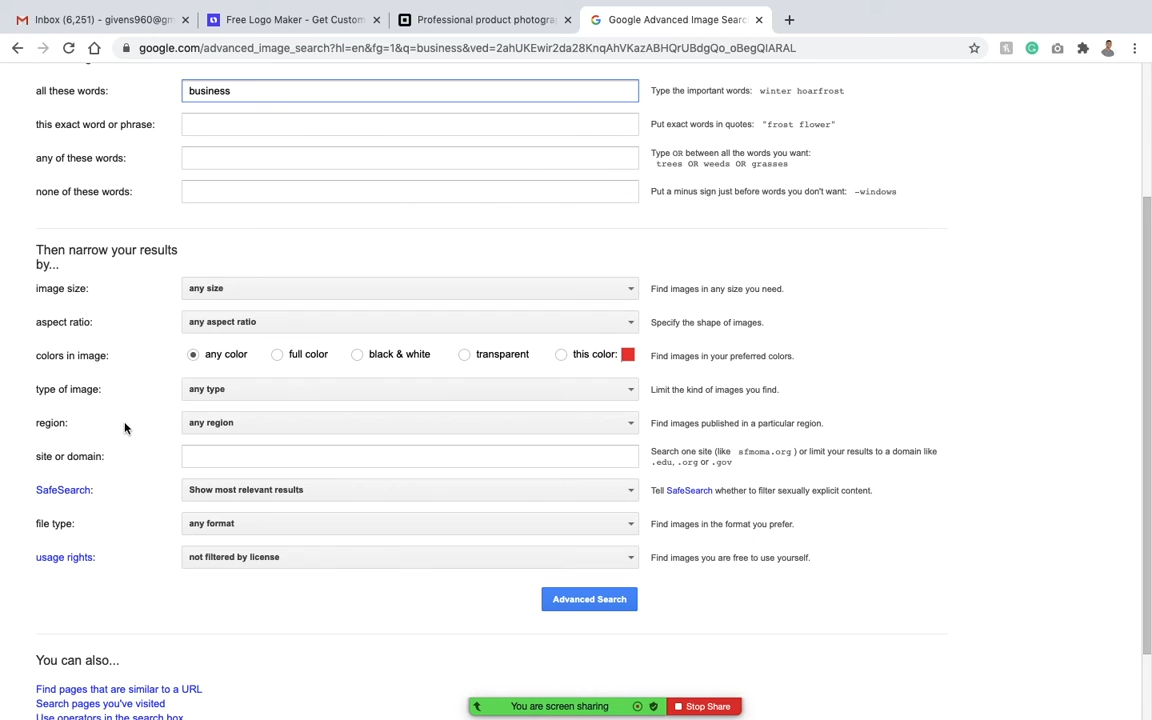 Inbox (6,251) - givens960@gm
Free Logo Maker - Get Custom
Professional product photogra
Google Advanced Image Searc
google.com/advanced_image_search?hl=en&fg=1&q=business&ved=2ahUKEwir2da28KnqAhVKazABHQrUBdgQo_oBegQIARAL
all these words: business Type the important words: winter hoarfrost
this exact word or phrase: Put exact words in quotes: "frost flower"
any of these words: Type OR between all the words you want:
trees OR weeds OR grasses
none of these words: Put a minus sign just before words you don't want: -windows
Then narrow your results
by...
image size: any size Find images in any size you need.
aspect ratio: any aspect ratio Specify the shape of images.
colors in image: any color full color black & white transparent this color: Find images in your preferred colors.
type of image: any type Limit the kind of images you find.
region: any region Find images published in a particular region.
site or domain: Search one site (like sfmoma.org ) or limit your results to a domain like
.edu, .org or .gov
SafeSearch: Show most relevant results Tell SafeSearch whether to filter sexually explicit content.
file type: any format Find images in the format you prefer.
usage rights: not filtered by license Find images you are free to use yourself.
Advanced Search
You can also...
Find pages that are similar to a URL
Search pages you've visited
Use operators in the search box
You are screen sharing Stop Share